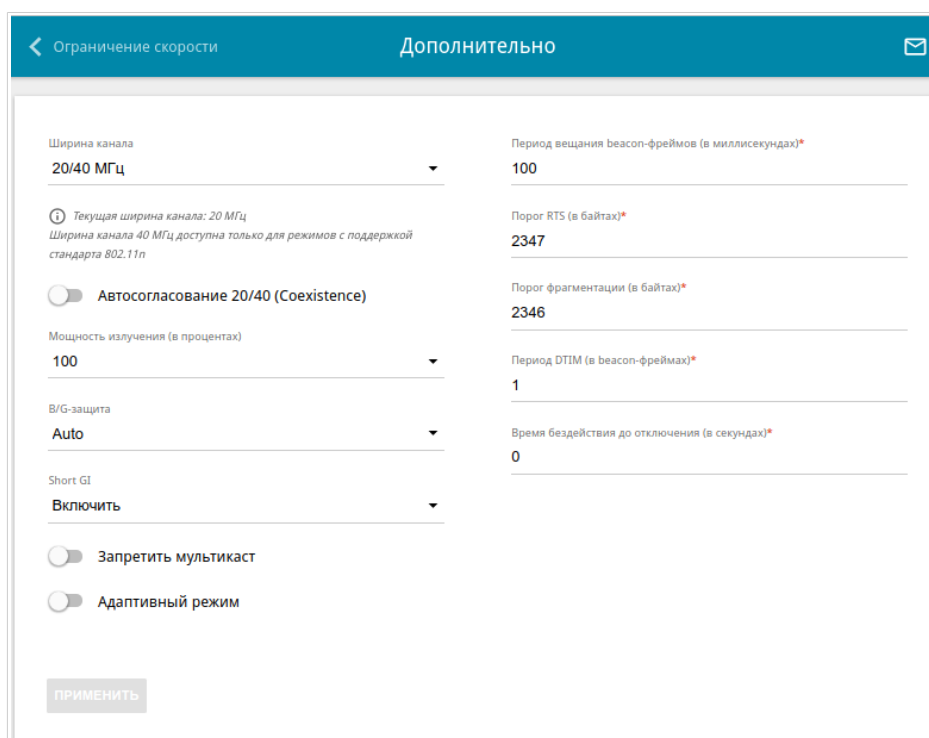 Ограничение скорости
Дополнительно
Ширина канала
20/40 МГц
Текущая ширина канала: 20 МГц
Ширина канала 40 МГц доступна только для режимов с поддержкой
стандарта 802.11n
Автосогласование 20/40 (Coexistence)
Мощность излучения (в процентах)
100
B/G-защита
Auto
Short GI
Включить
Запретить мультикаст
Адаптивный режим
ПРИМЕНИТЬ
Период вещания beacon-фреймов (в миллисекундах)*
100
Порог RTS (в байтах)*
2347
Порог фрагментации (в байтах)*
2346
Период DTIM (в beacon-фреймах)*
1
Время бездействия до отключения (в секундах)*
0